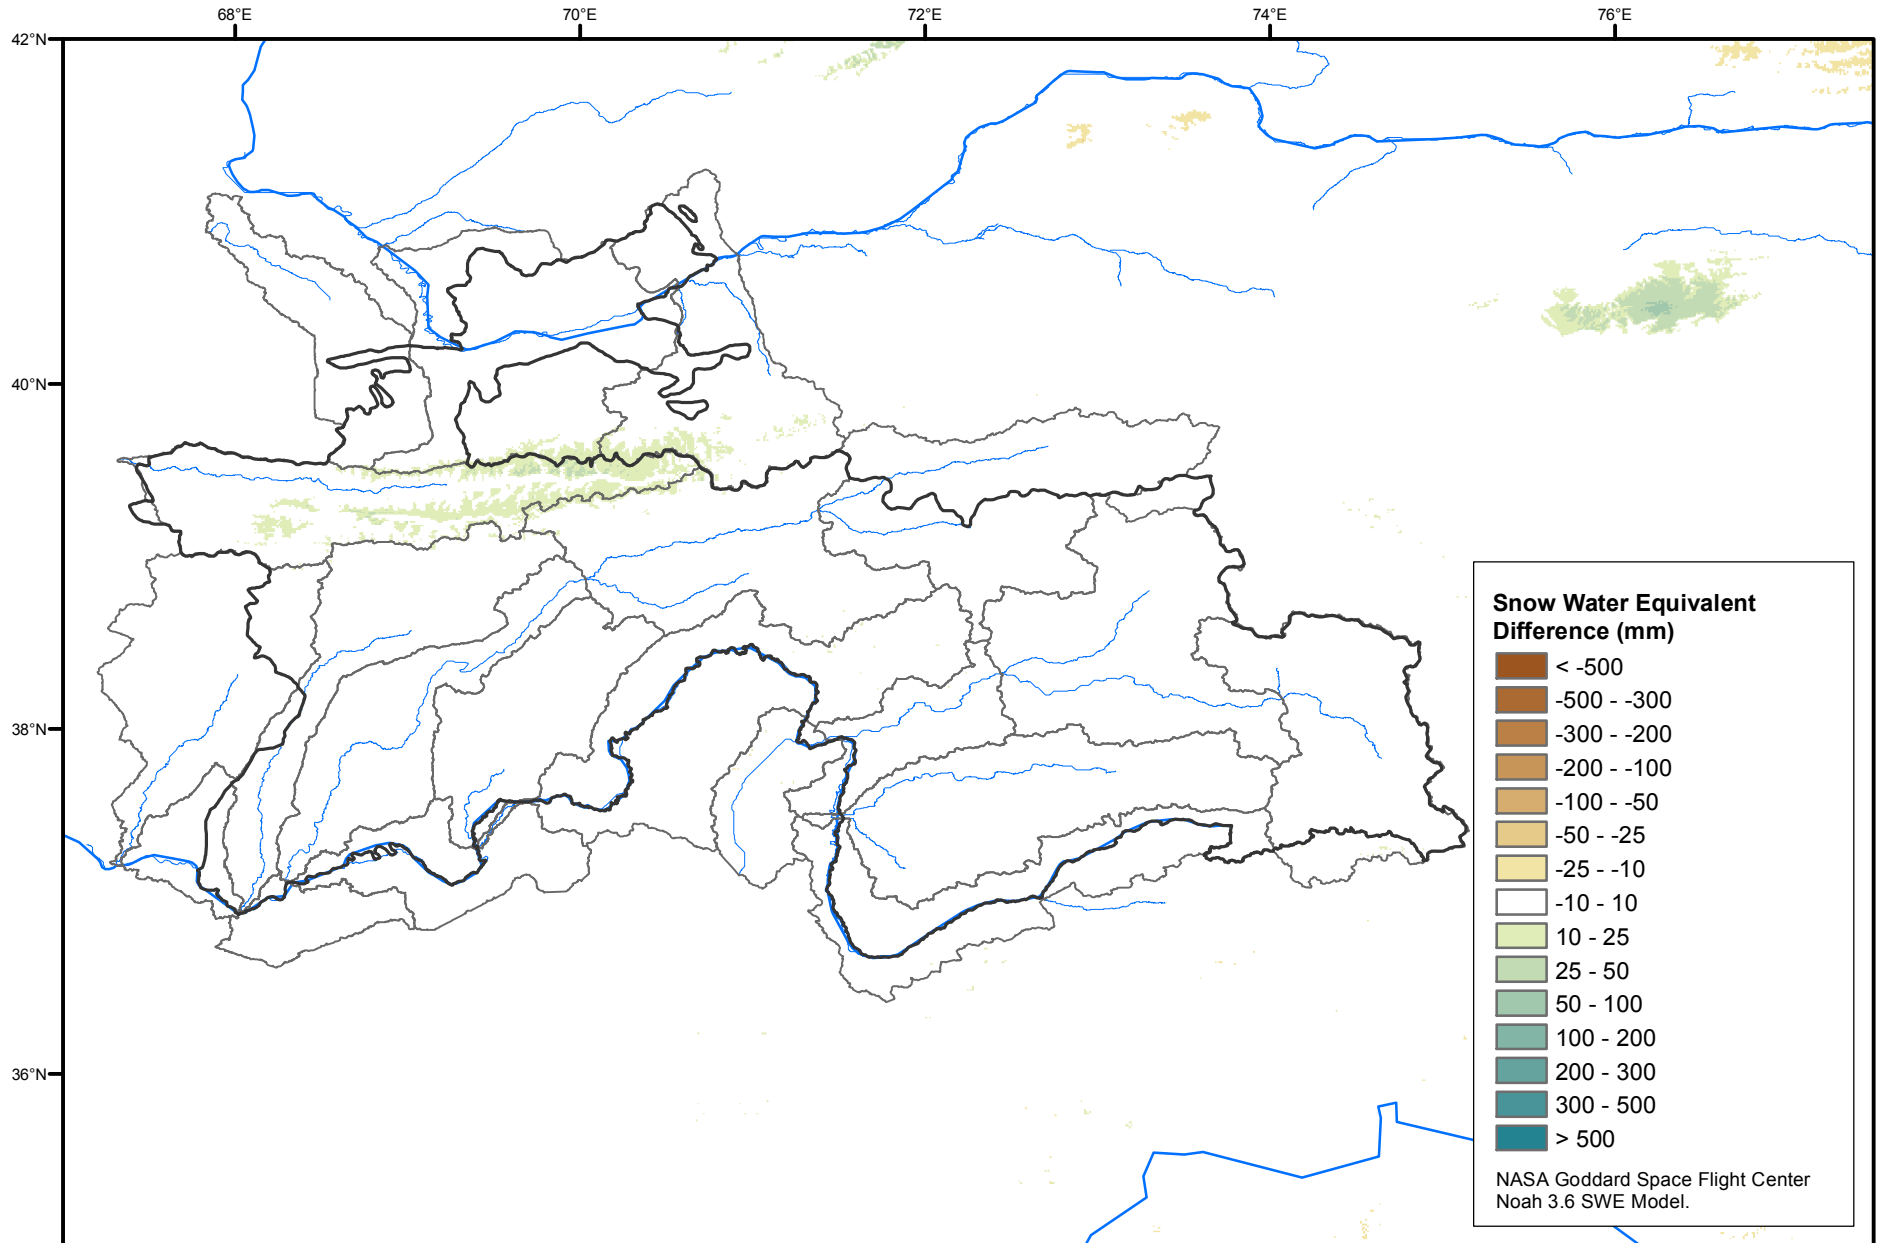 68°E 70°E 72°E 74°E 76°E
42°N
40°N
38°N
36°N
Snow Water Equivalent
Difference (mm)
< -500
-500 - -300
-300 - -200
-200 - -100
-100 - -50
-50 - -25
-25 - -10
-10 - 10
10 - 25
25 - 50
50 - 100
100 - 200
200 - 300
300 - 500
> 500
NASA Goddard Space Flight Center
Noah 3.6 SWE Model.